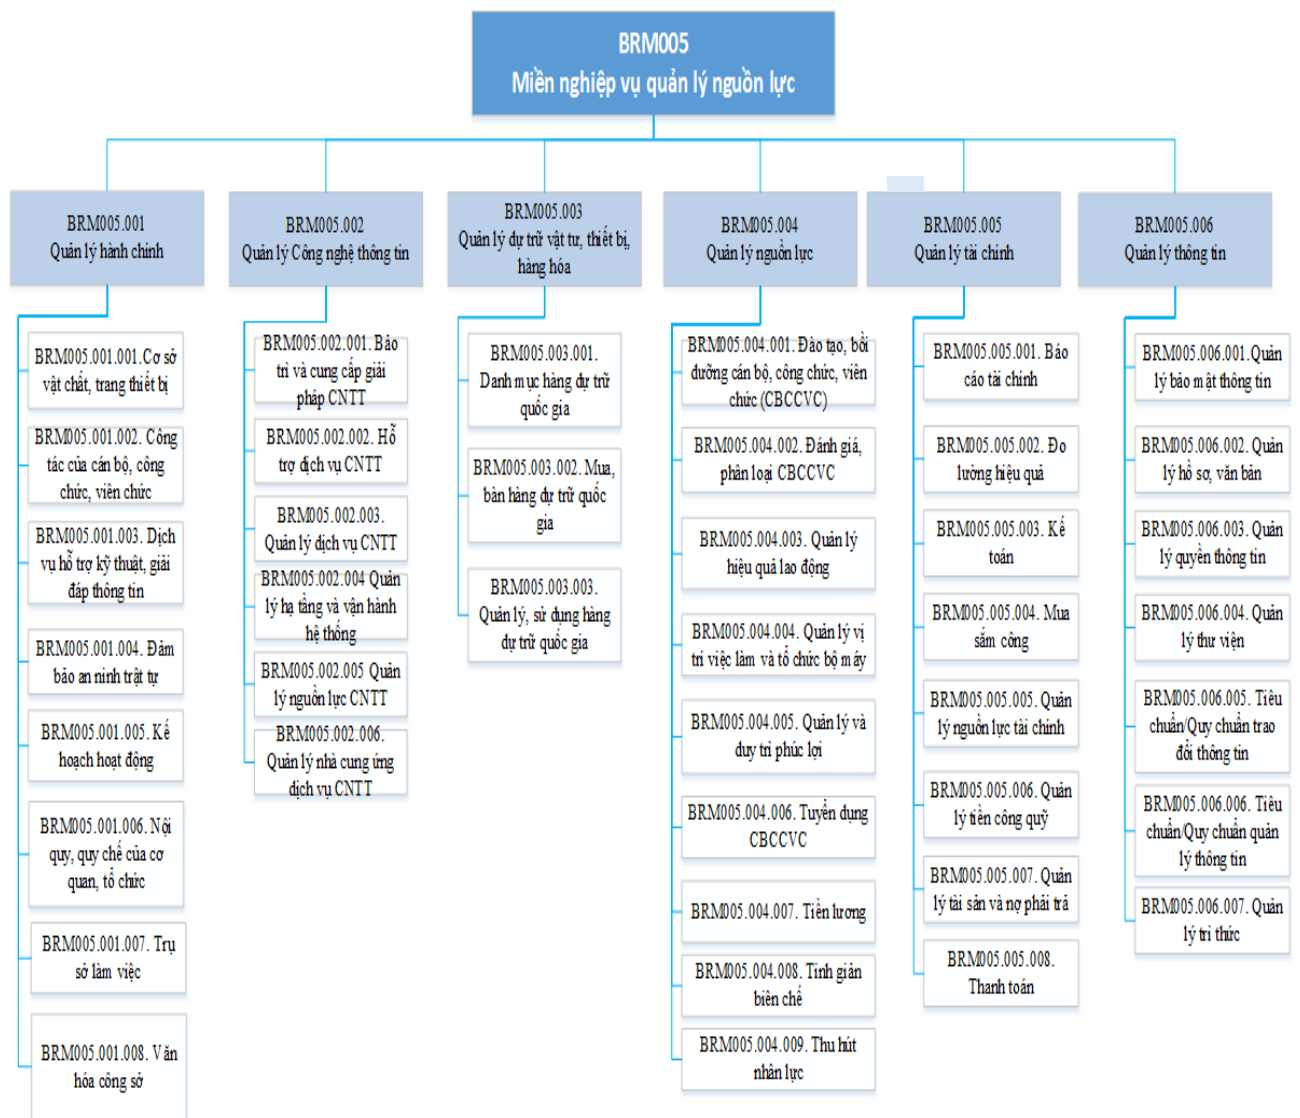 BRM005
Miền nghiệp vụ quản lý nguồn lực
BRM005.001
Quản lý hành chính
BRM005.001.001. Cơ sở
vật chất, trang thiết bị
BRM005.001.002. Công
tác của cán bộ, công
chức, viên chức
BRM005.001.003. Dịch
vụ hỗ trợ kỹ thuật, giải
đáp thông tin
BRM005.001.004. Đảm
bảo an ninh trật tự
BRM005.001.005. Kế
hoạch hoạt động
BRM005.001.006. Nội
quy, quy chế của cơ
quan, tổ chức
BRM005.001.007. Trụ
sở làm việc
BRM005.001.008. Văn
hóa công sở
BRM005.002
Quản lý Công nghệ thông tin
BRM005.002.001. Bảo
trì và cung cấp giải
pháp CNTT
BRM005.002.002. Hỗ
trợ dịch vụ CNTT
BRM005.002.003.
Quản lý dịch vụ CNTT
BRM005.002.004 Quản
lý hạ tầng và vận hành
hệ thống
BRM005.002.005 Quản
lý nguồn lực CNTT
BRM005.002.006.
Quản lý nhà cung ứng
dịch vụ CNTT
BRM005.003
Quản lý dự trữ vật tư, thiết bị,
hàng hóa
BRM005.003.001.
Danh mục hàng dự trữ
quốc gia
BRM005.003.002. Mua,
bàn hàng dự trữ quốc
gia
BRM005.003.003.
Quản lý, sử dụng hàng
dự trữ quốc gia
BRM005.004
Quản lý nguồn lực
BRM005.004.001. Đào tạo, bồi
dưỡng cán bộ, công chức, viên
chức (CBCCVC)
BRM005.004.002. Đánh giá,
phân loại CBCCVC
BRM005.004.003. Quản lý
hiệu quả lao động
BRM005.004.004. Quản lý vị
trí việc làm và tổ chức bộ máy
BRM005.004.005. Quản lý và
duy trì phúc lợi
BRM005.004.006. Tuyển dụng
CBCCVC
BRM005.004.007. Tiền lương
BRM005.004.008. Tinh giản
biên chế
BRM005.004.009. Thu hút
nhân lực
BRM005.005
Quản lý tài chính
BRM005.005.001. Báo
cáo tài chính
BRM005.005.002. Đo
lường hiệu quả
BRM005.005.003. Kế
toán
BRM005.005.004. Mua
sắm công
BRM005.005.005. Quản
lý nguồn lực tài chính
BRM005.005.006. Quản
lý tiền công quỹ
BRM005.005.007. Quản
lý tài sản và nợ phải trả
BRM005.005.008.
Thanh toán
BRM005.006
Quản lý thông tin
BRM005.006.01. Quản
lý bảo mật thông tin
BRM005.006.002. Quản
lý hồ sơ, văn bản
BRM005.006.003. Quản
lý quyền thông tin
BRM005.006.004. Quản
lý thư viện
BRM005.006.005. Tiêu
chuẩn/Quy chuẩn trao
đổi thông tin
BRM005.006.006. Tiêu
chuẩn/Quy chuẩn quản
lý thông tin
BRM005.006.007. Quản
lý tri thức